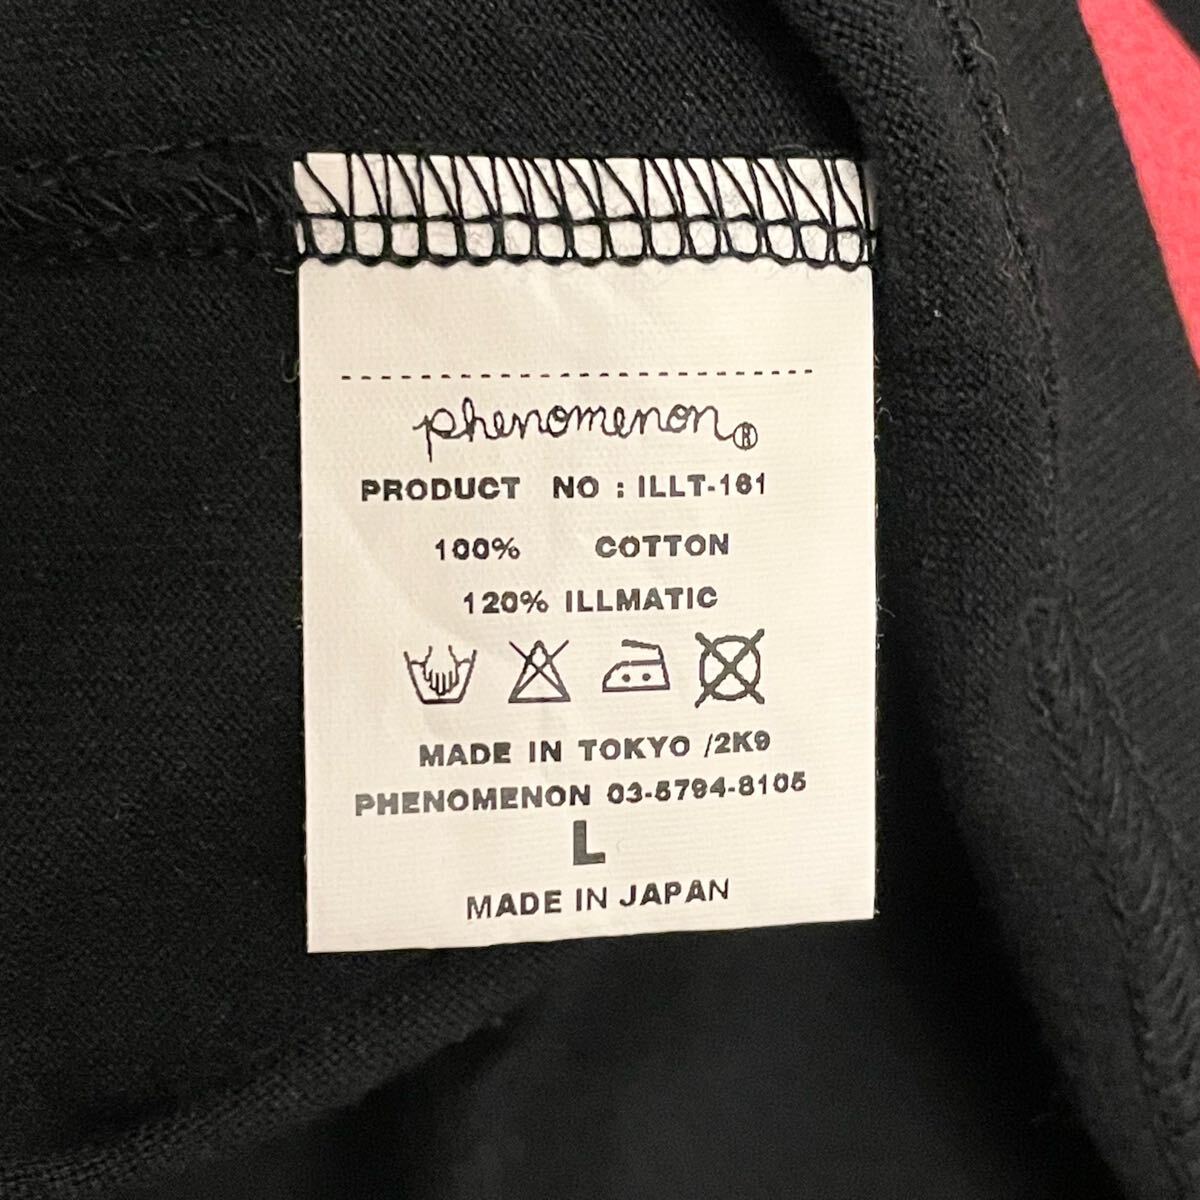 phenomenon®
PRODUCT NO : ILLT-161
100% COTTON
120% ILLMATIC
MADE IN TOKYO /2K9
PHENOMENON 03-5784-8105
L
MADE IN JAPAN